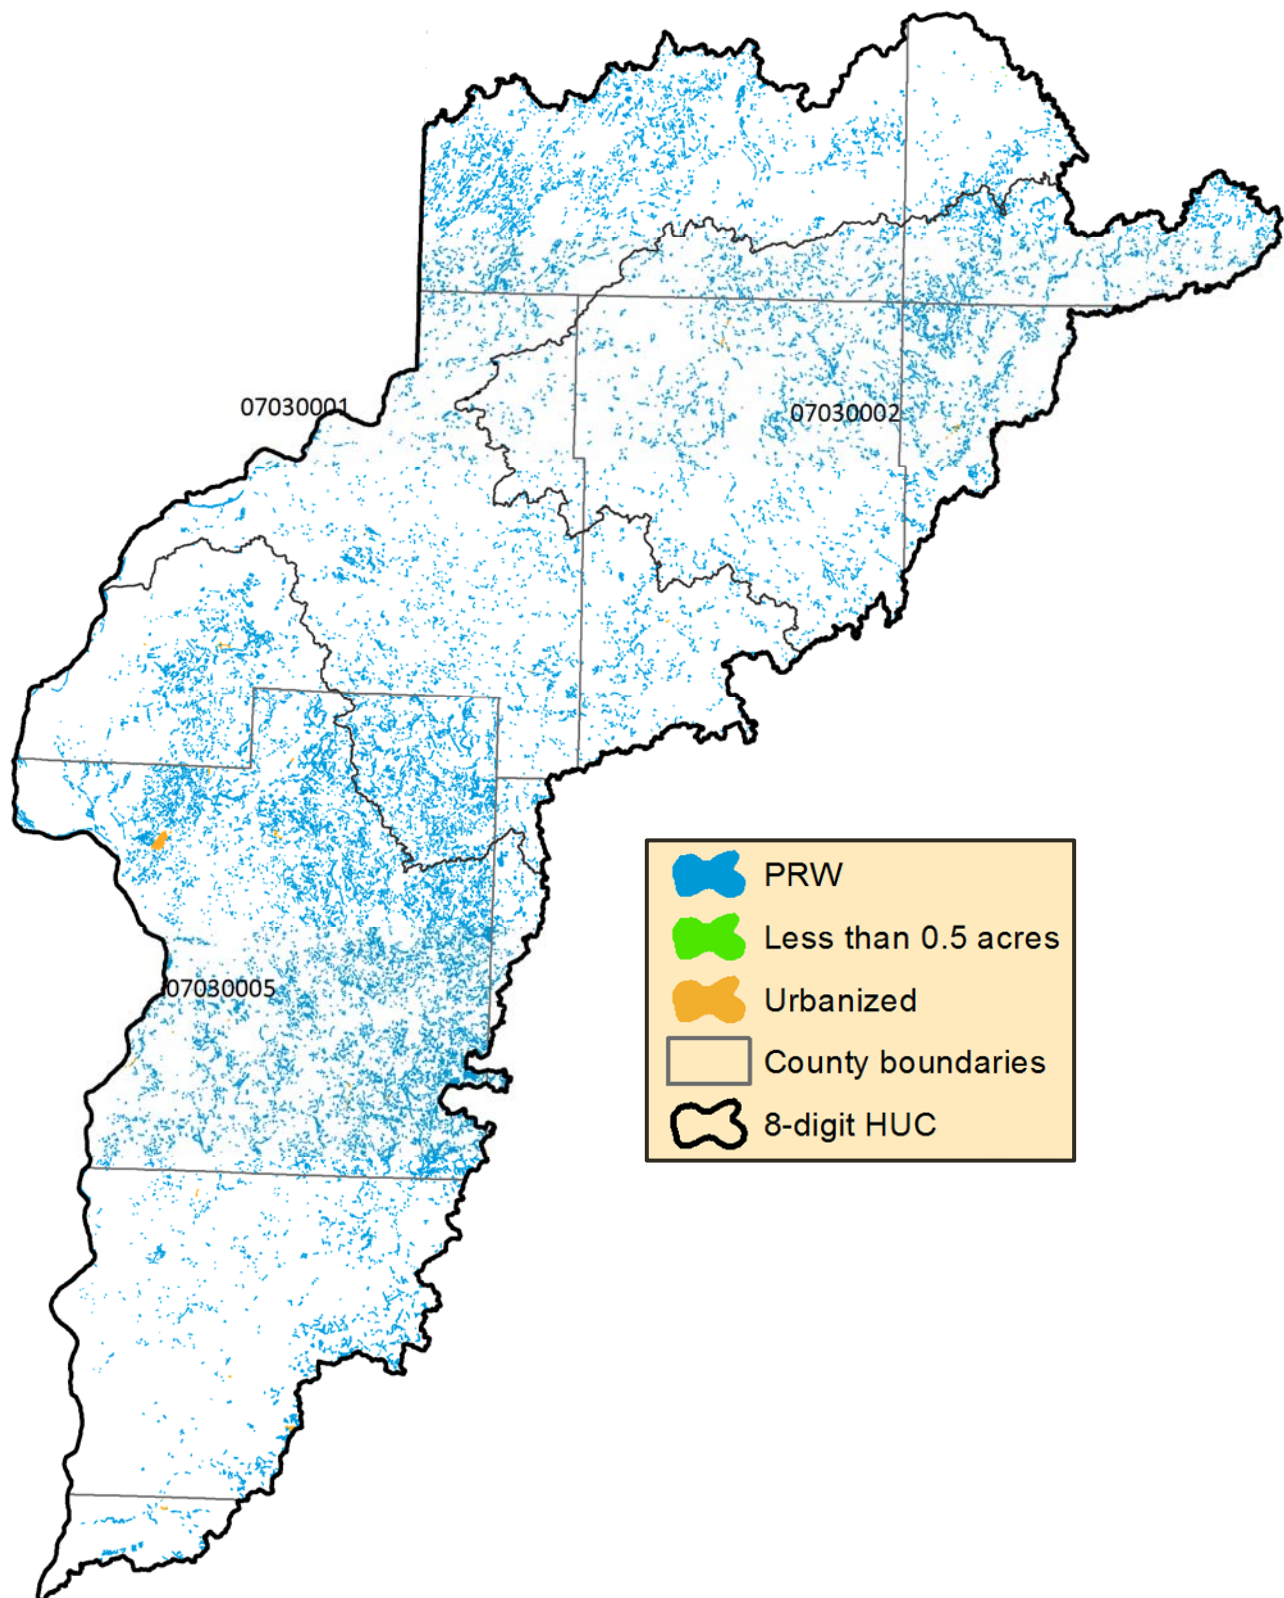 07030001
07030002
07030005
PRW
Less than 0.5 acres
Urbanized
County boundaries
8-digit HUC